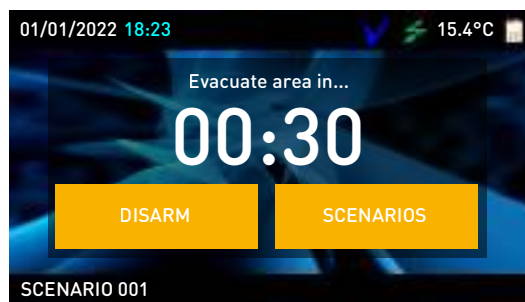 01/01/2022 18:23 15.4°C
Evacuate area in...
00:30
DISARM SCENARIOS
SCENARIO 001